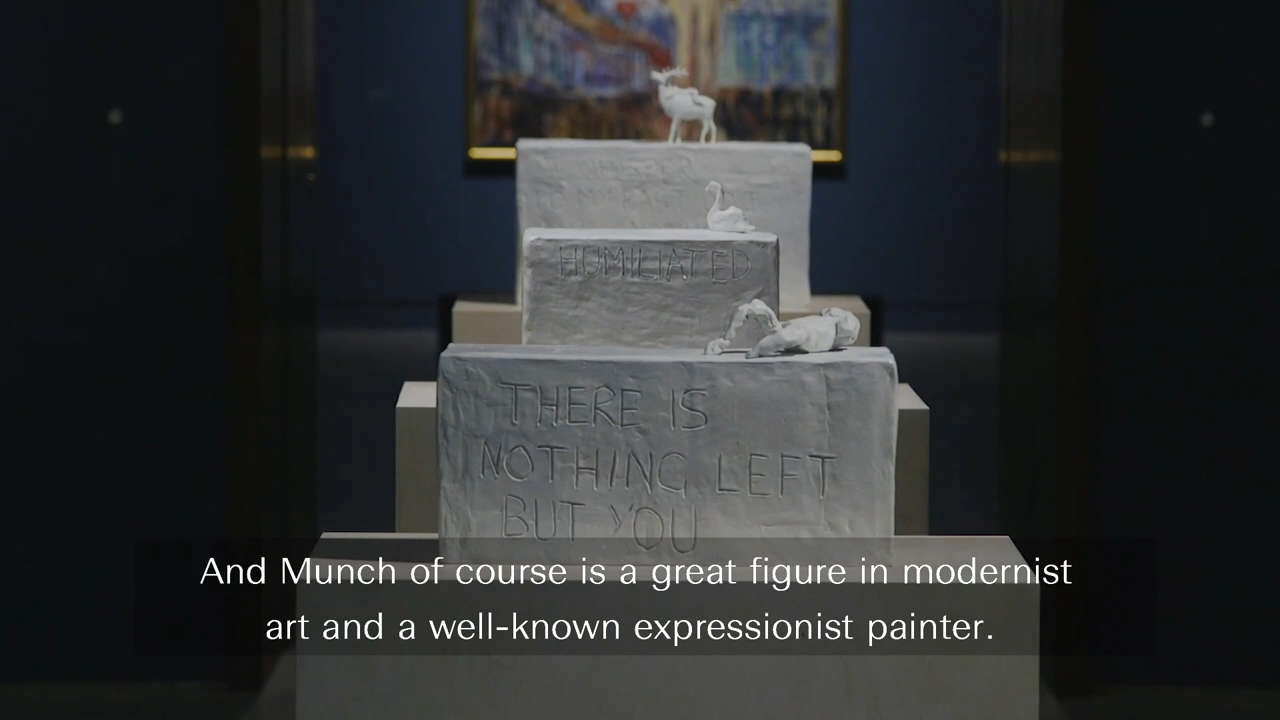 HUMILIATED
THERE IS
NOTHING LEFT
BUT YOU
And Munch of course is a great figure in modernist
art and a well-known expressionist painter.